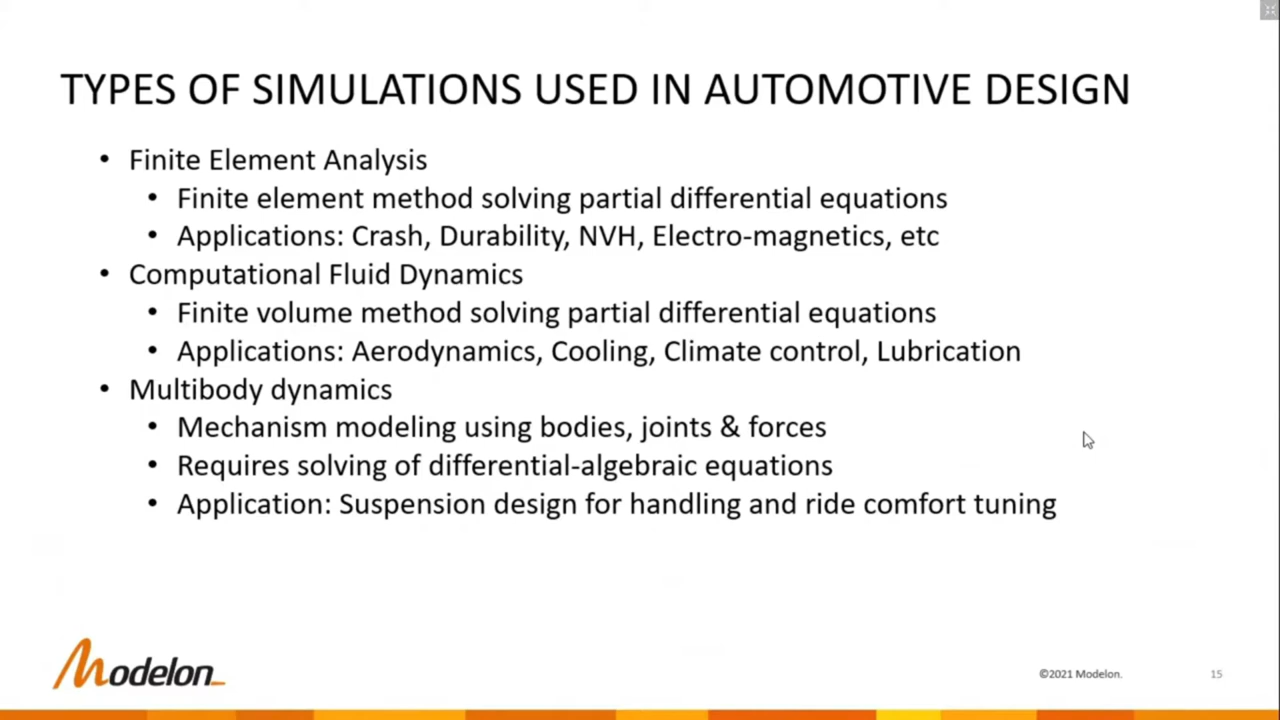 TYPES OF SIMULATIONS USED IN AUTOMOTIVE DESIGN
• Finite Element Analysis
• Finite element method solving partial differential equations
• Applications: Crash, Durability, NVH, Electro-magnetics, etc
• Computational Fluid Dynamics
• Finite volume method solving partial differential equations
• Applications: Aerodynamics, Cooling, Climate control, Lubrication
• Multibody dynamics
• Mechanism modeling using bodies, joints & forces
• Requires solving of differential-algebraic equations
• Application: Suspension design for handling and ride comfort tuning
Modelon
©2021 Modelon.
15